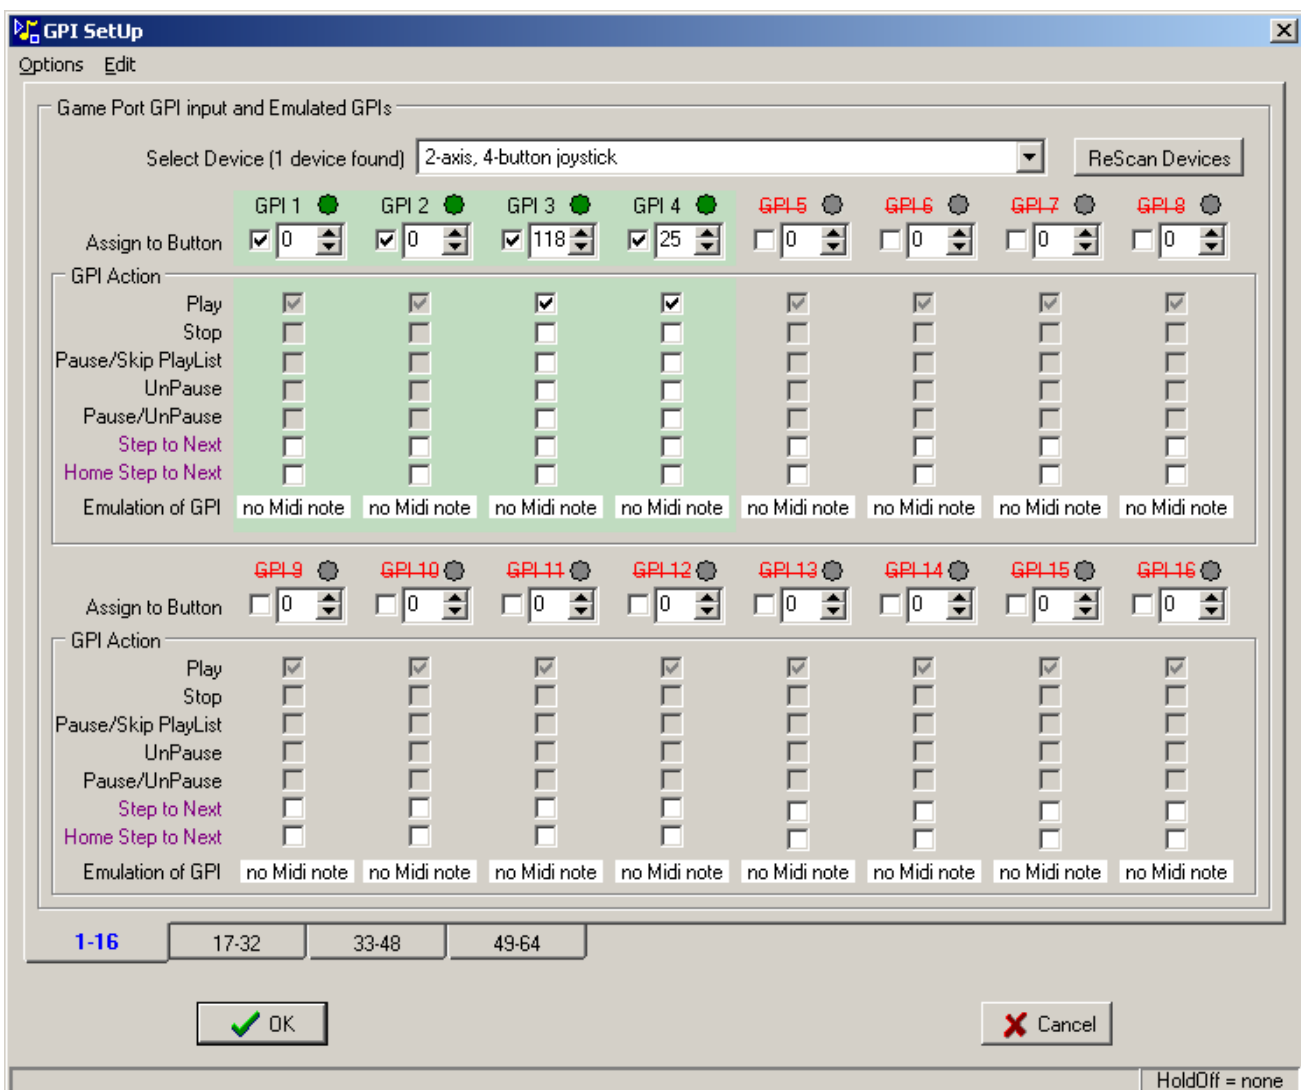 GPI SetUp
Options Edit
Game Port GPI input and Emulated GPIs
Select Device (1 device found) 2-axis, 4-button joystick ReScan Devices
GPI 1 GPI 2 GPI 3 GPI 4 GPI 5 GPI 6 GPI 7 GPI 8
Assign to Button 0 0 118 25 0 0 0 0
GPI Action
Play
Stop
Pause/Skip PlayList
UnPause
Pause/UnPause
Step to Next
Home Step to Next
Emulation of GPI no Midi note no Midi note no Midi note no Midi note no Midi note no Midi note no Midi note no Midi note
GPI 9 GPI 10 GPI 11 GPI 12 GPI 13 GPI 14 GPI 15 GPI 16
Assign to Button 0 0 0 0 0 0 0 0
GPI Action
Play
Stop
Pause/Skip PlayList
UnPause
Pause/UnPause
Step to Next
Home Step to Next
Emulation of GPI no Midi note no Midi note no Midi note no Midi note no Midi note no Midi note no Midi note no Midi note
1-16 17-32 33-48 49-64
OK Cancel
HoldOff = none